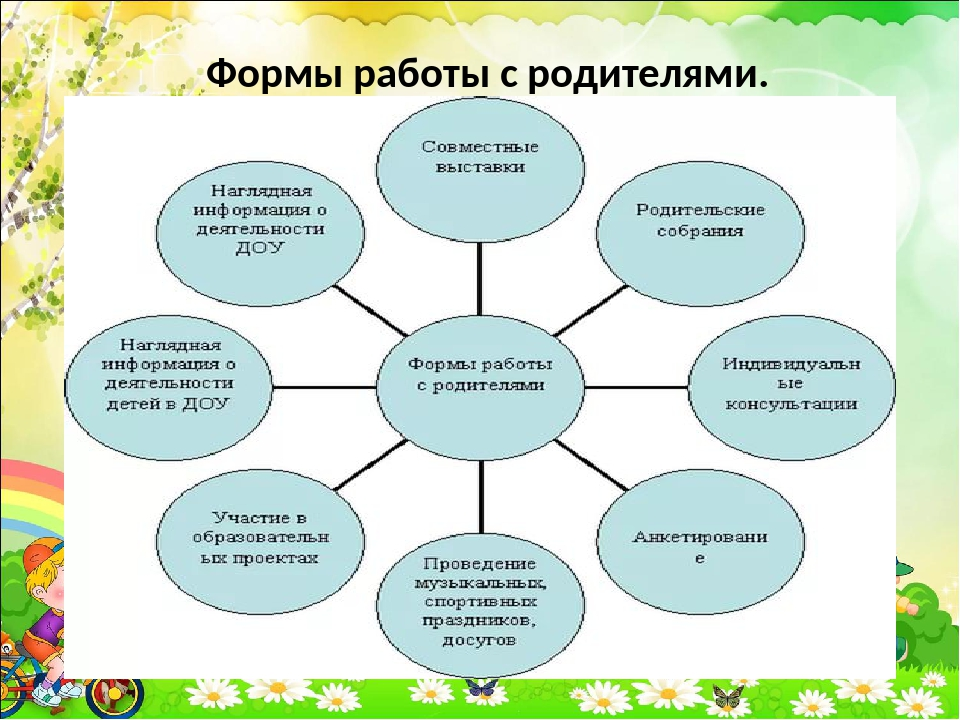 Формы работы с родителями.
Совместные
выставки
Родительские
собрания
Индивидуальн
ые
консультации
Анкетировани
е
Проведение
музыкальных,
спортивных
праздников,
досугов
Участие в
образовательн
ых проектах
Наглядная
информация о
деятельности
детей в ДОУ
Наглядная
информация о
деятельности
ДОУ
Формы работы
с родителями